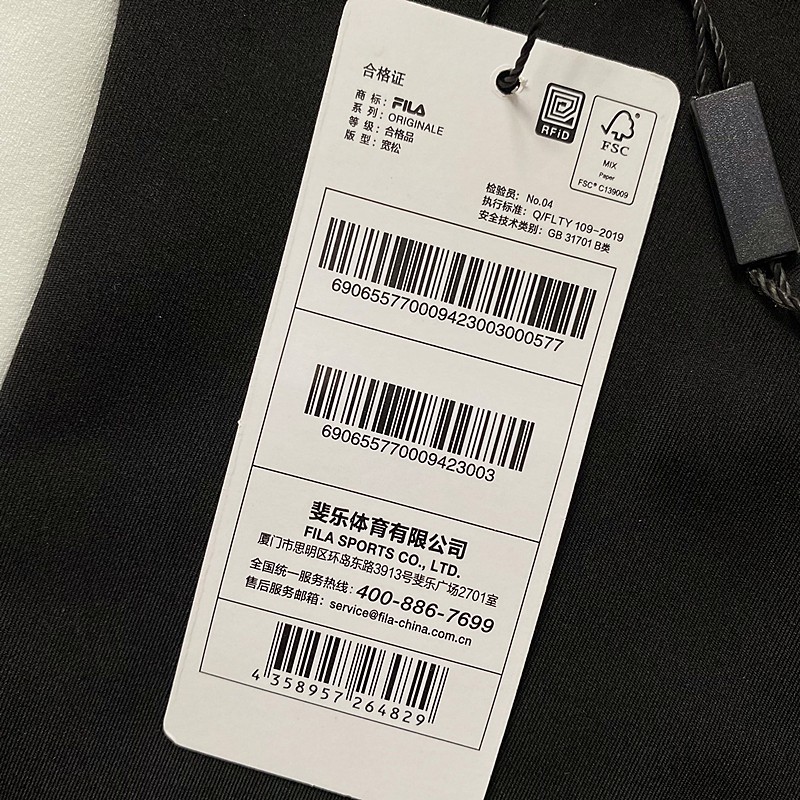 合格证
商 标：FILA
系 列：ORIGINALE
等 级：合格品
版 型：宽松
RFiD
FSC®
MIX
Paper
FSC® C139009
检验员：No.04
执行标准：Q/FLTY 109-2019
安全技术类别：GB 31701 B类
690655770009423003000577
690655770009423003
斐乐体育有限公司
FILA SPORTS CO., LTD.
厦门市思明区环岛东路3913号斐乐广场2701室
全国统一服务热线：400-886-7699
售后服务邮箱：service@fila-china.com.cn
4 358957 264829